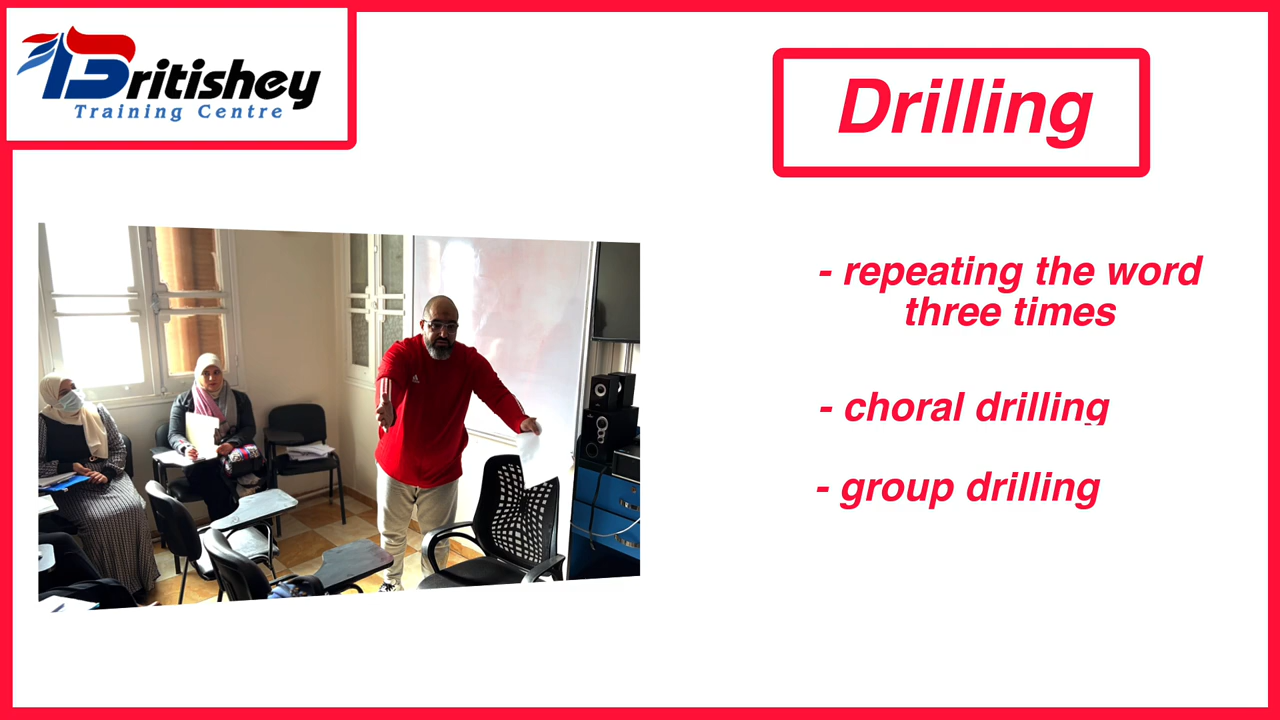 Britishey
Training Centre
Drilling
- repeating the word
three times
- choral drilling
- group drilling